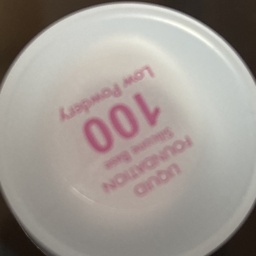 LIQUID
FOUNDATION
Silicone Base
100
Low Powdery